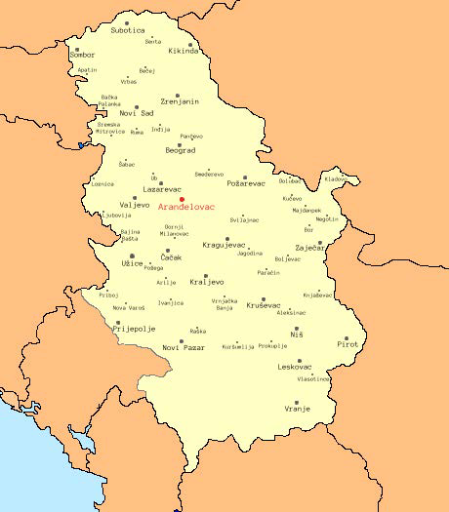 Subotica
Senta
Kikinda
Sombor
Apatin
Bečej
Vrbas
Zrenjanin
Bačka
Palanka
Novi Sad
Sremska
Mitrovica
Ruma
Inđija
Pančevo
Beograd
Šabac
Ub
Smederevo
Loznica
Lazarevac
Požarevac
Kladovo
Valjevo
Aranđelovac
Kučevo
Majdanpek
Negotin
Ljubovija
Svilajnac
Bor
Bajina
Bašta
Gornji
Milanovac
Kragujevac
Zaječar
Jagodina
Boljevac
Užice
Čačak
Požega
Paraćin
Arilje
Kraljevo
Priboj
Nova Varoš
Ivanjica
Vrnjačka
Banja
Kruševac
Knjaževac
Aleksinac
Prijepolje
Raška
Niš
Novi Pazar
Kuršumlija
Prokuplje
Pirot
Leskovac
Vlasotince
Vranje